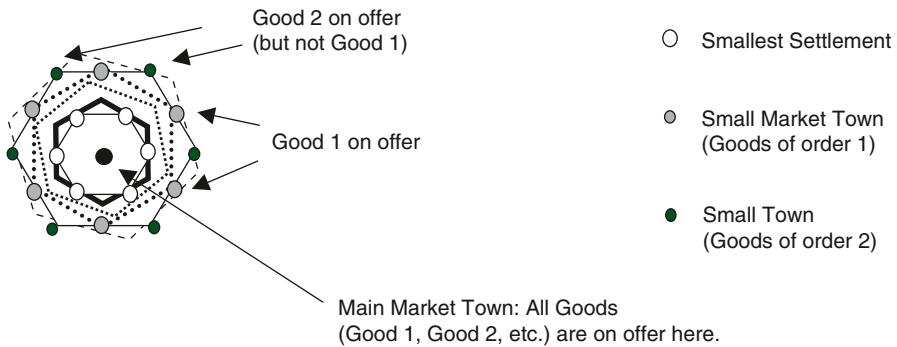 Good 2 on offer
(but not Good 1)
Smallest Settlement
Good 1 on offer
Small Market Town
(Goods of order 1)
Small Town
(Goods of order 2)
Main Market Town: All Goods
(Good 1, Good 2, etc.) are on offer here.